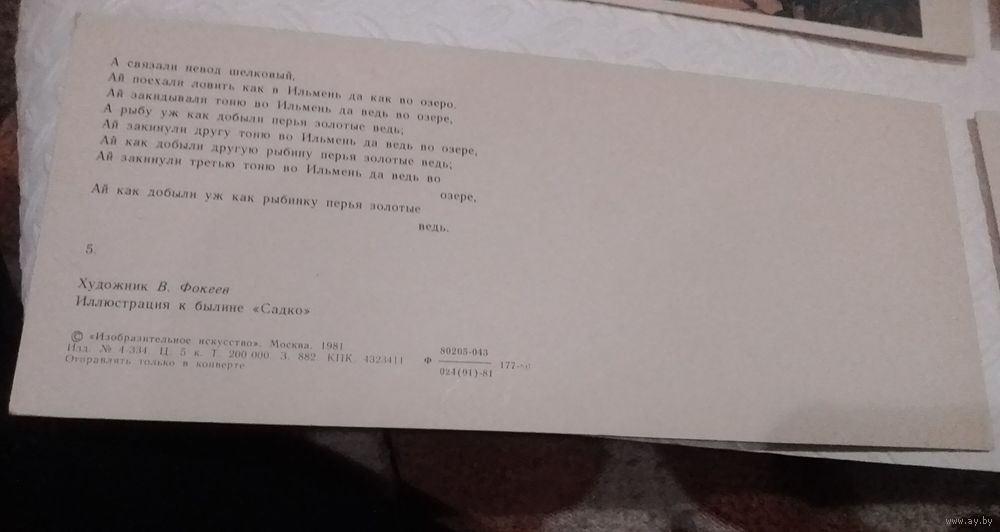 А связали невод шелковый,
Ай поехали ловить как в Ильмень да как во озеро.
Ай закидывали тоню во Ильмень да ведь во озере,
А рыбу уж как добыли перья золотые ведь;
Ай закинули другу тоню во Ильмень да ведь во озере,
Ай как добыли другую рыбину перья золотые ведь;
Ай закинули третью тоню во Ильмень да ведь во
озере,
Ай как добыли уж как рыбинку перья золотые
ведь.
5.
Художник В. Фокеев
Иллюстрация к былине «Садко»
© «Изобразительное искусство». Москва. 1981
Изд. № 4-334. Ц. 5 к. Т. 200 000. З. 882. КПК. 4323411
Отправлять только в конверте
Ф 80205-043
024(01)-81
www.ay.by